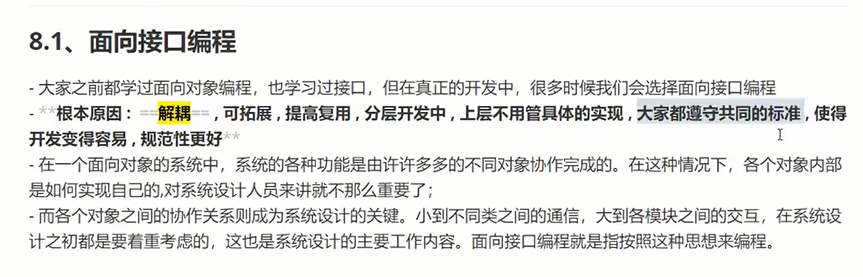 8.1、面向接口编程
- 大家之前都学过面向对象编程，也学习过接口，但在真正的开发中，很多时候我们会选择面向接口编程
- **根本原因：==解耦==, 可拓展 , 提高复用 , 分层开发中 , 上层不用管具体的实现 , 大家都遵守共同的标准 , 使得
开发变得容易 , 规范性更好**
- 在一个面向对象的系统中，系统的各种功能是由许许多多的不同对象协作完成的。在这种情况下，各个对象内部
是如何实现自己的,对系统设计人员来讲就不那么重要了；
- 而各个对象之间的协作关系则成为系统设计的关键。小到不同类之间的通信，大到各模块之间的交互，在系统设
计之初都是要着重考虑的，这也是系统设计的主要工作内容。面向接口编程就是指按照这种思想来编程。